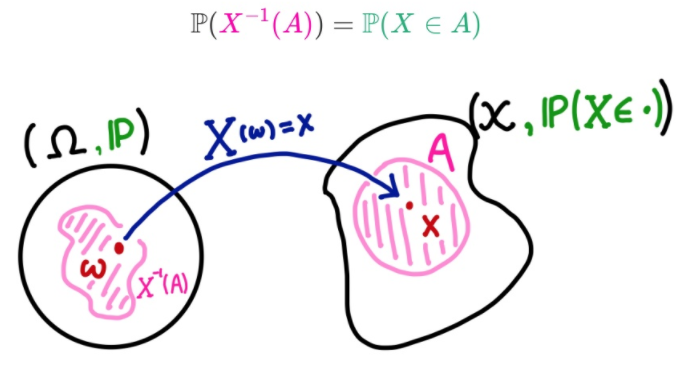 ℙ(X⁻¹(A)) = ℙ(X ∈ A)
(Ω, ℙ)
X(ω)=x
(𝒳, ℙ(X∈·))
A
x
ω
X⁻¹(A)